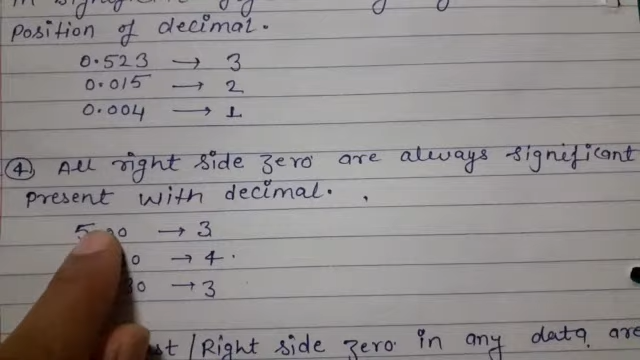 position of decimal.
0.523 → 3
0.015 → 2
0.004 → 1
④ All right side zero are always significant
present with decimal.
→ 3
→ 4
→ 3
/Right side zero in any data are